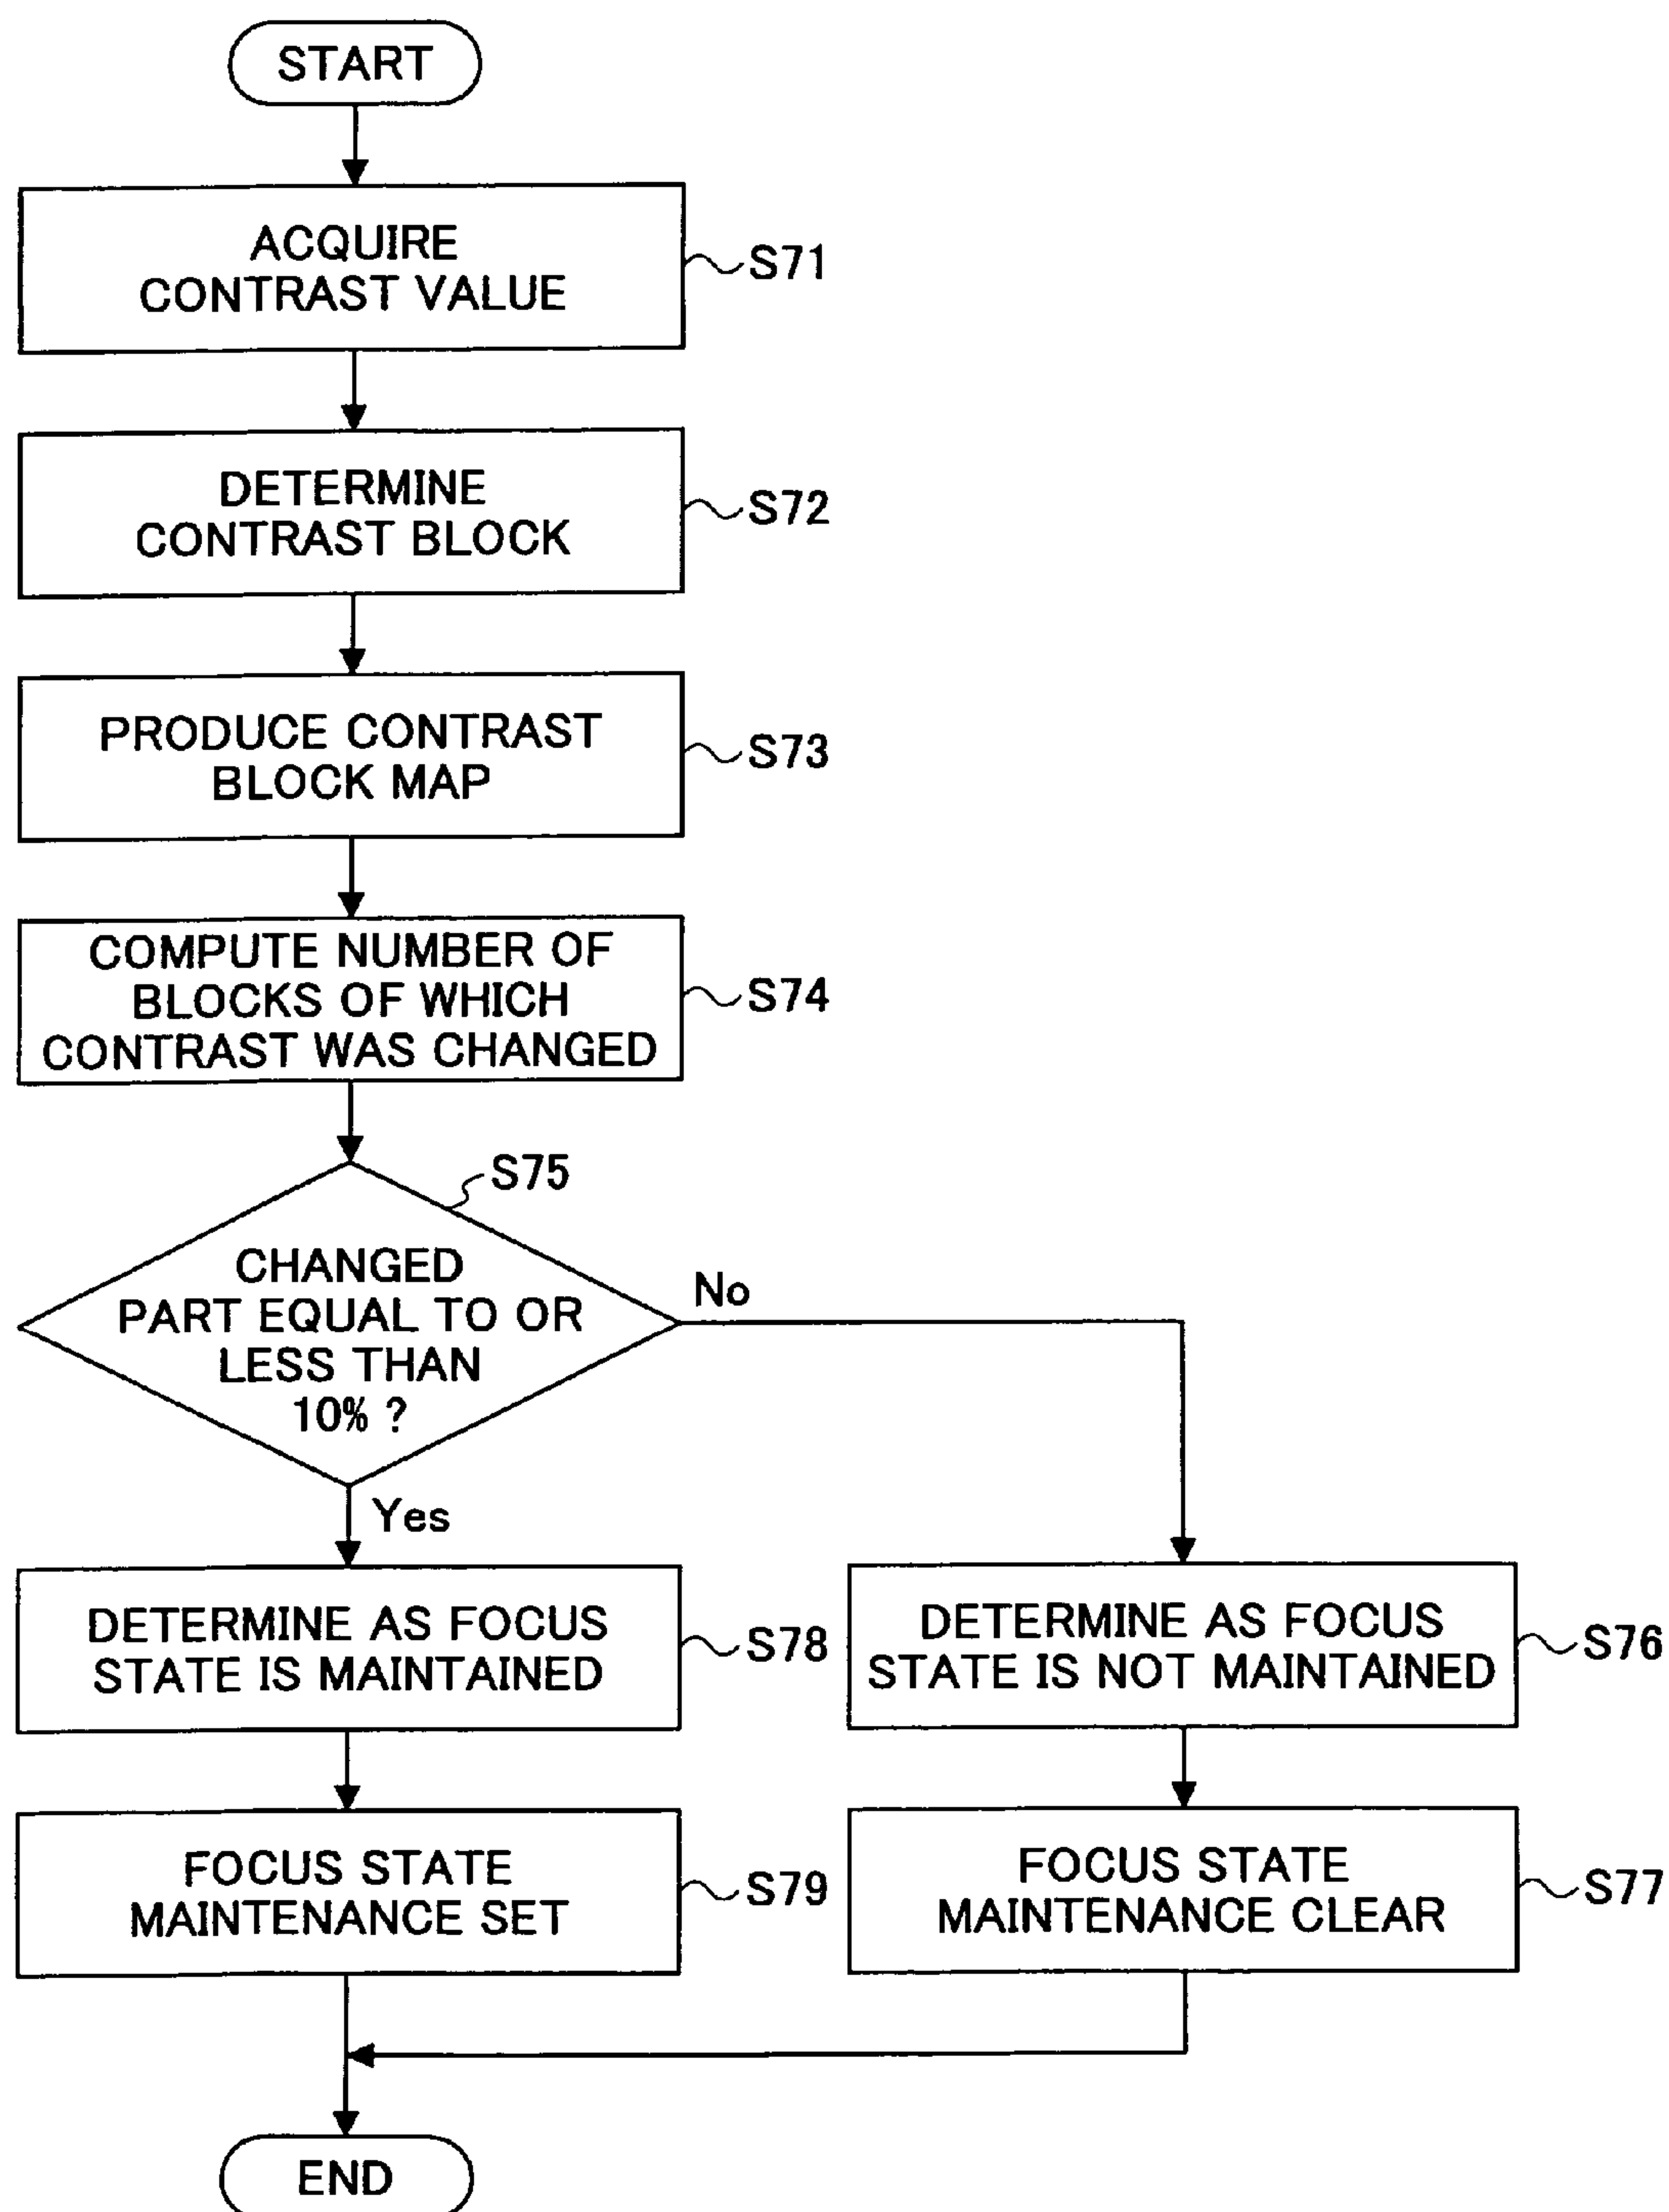 START
ACQUIRE
CONTRAST VALUE
S71
DETERMINE
CONTRAST BLOCK
S72
PRODUCE CONTRAST
BLOCK MAP
S73
COMPUTE NUMBER OF
BLOCKS OF WHICH
CONTRAST WAS CHANGED
S74
S75
CHANGED
PART EQUAL TO OR
LESS THAN
10% ?
No
Yes
DETERMINE AS FOCUS
STATE IS MAINTAINED
S78
DETERMINE AS FOCUS
STATE IS NOT MAINTAINED
S76
FOCUS STATE
MAINTENANCE SET
S79
FOCUS STATE
MAINTENANCE CLEAR
S77
END